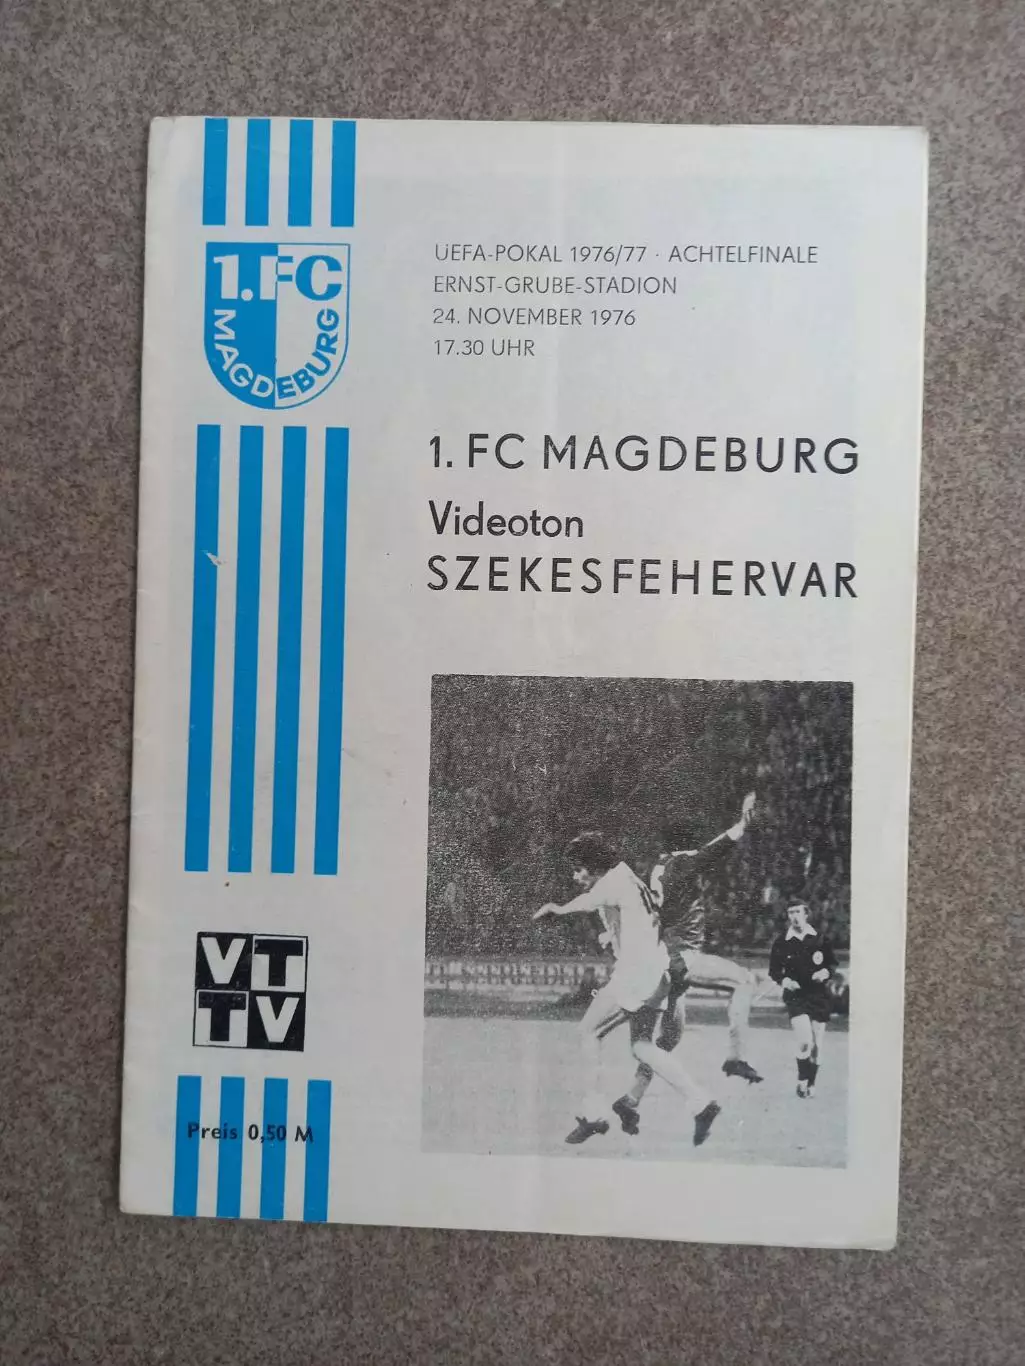 1. FC
MAGDEBURG
UEFA-POKAL 1976/77 · ACHTELFINALE
ERNST-GRUBE-STADION
24. NOVEMBER 1976
17.30 UHR
1. FC MAGDEBURG
Videoton
SZEKESFEHERVAR
VT
TV
Preis 0,50 M